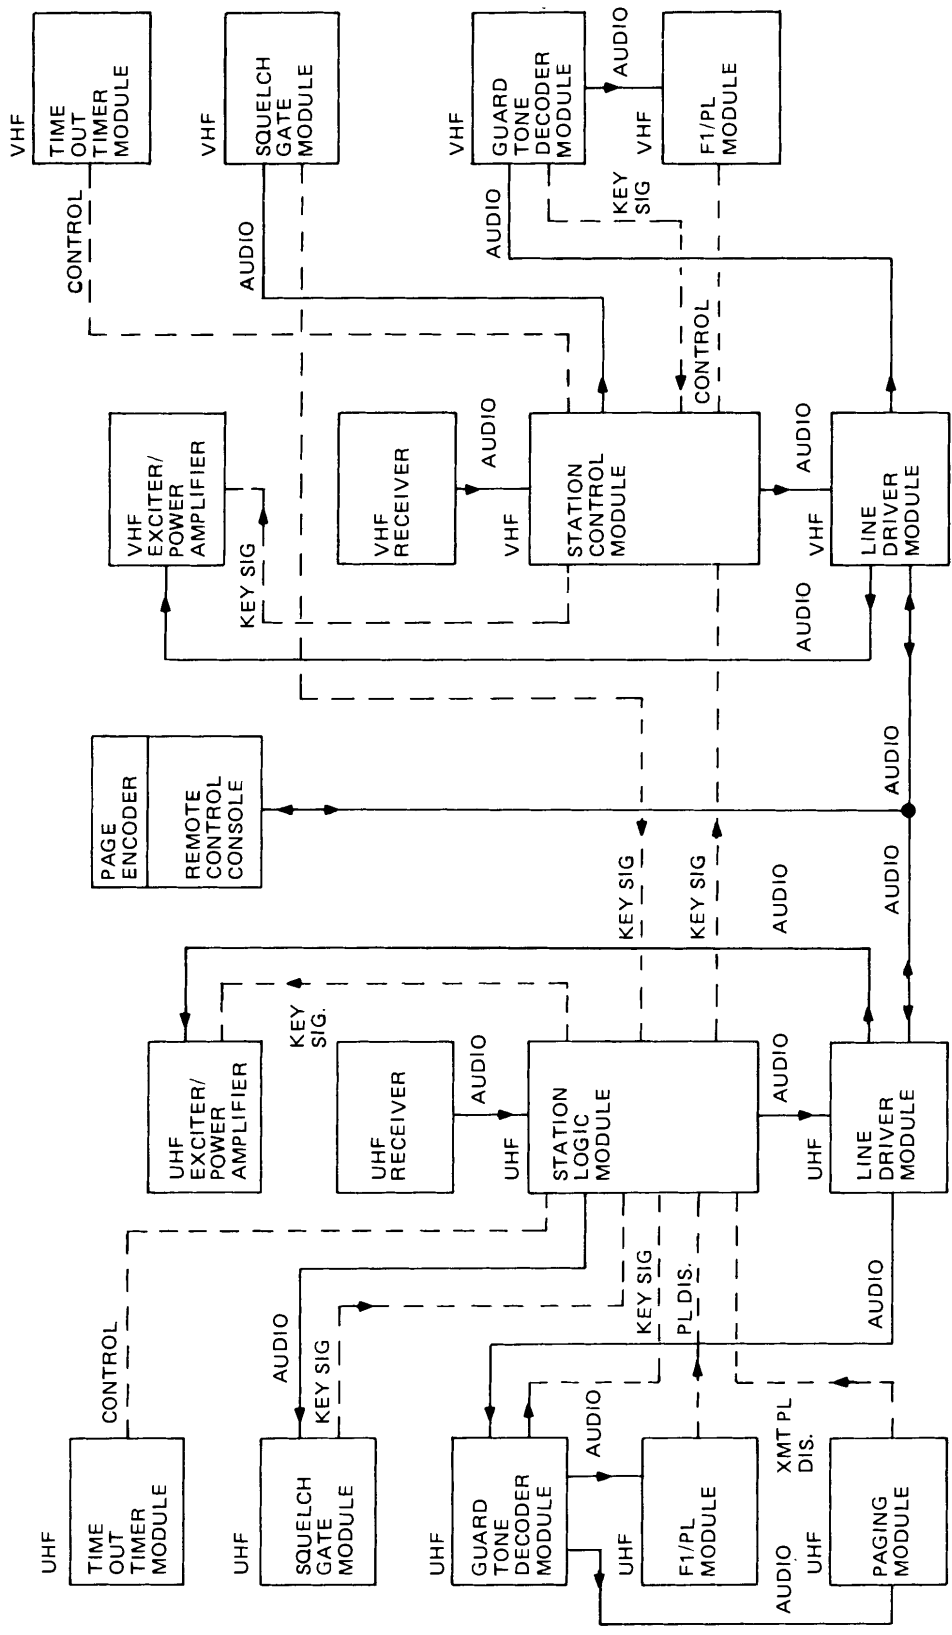 UHF
TIME
OUT
TIMER
MODULE
CONTROL
UHF
EXCITER/
POWER
AMPLIFIER
KEY
SIG.
PAGE
ENCODER
REMOTE
CONTROL
CONSOLE
VHF
EXCITER/
POWER
AMPLIFIER
KEY SIG
CONTROL
VHF
TIME
OUT
TIMER
MODULE
UHF
SQUELCH
GATE
MODULE
AUDIO
KEY SIG
UHF
RECEIVER
AUDIO
VHF
RECEIVER
AUDIO
AUDIO
VHF
SQUELCH
GATE
MODULE
UHF
GUARD
TONE
DECODER
MODULE
AUDIO
KEY SIG
PL DIS.
UHF
STATION
LOGIC
MODULE
KEY SIG
KEY SIG
VHF
STATION
CONTROL
MODULE
CONTROL
KEY
SIG
AUDIO
VHF
GUARD
TONE
DECODER
MODULE
AUDIO
UHF
F1/PL
MODULE
VHF
F1/PL
MODULE
XMT PL
DIS.
AUDIO
AUDIO
AUDIO
AUDIO
AUDIO
UHF
PAGING
MODULE
AUDIO
UHF
LINE
DRIVER
MODULE
AUDIO
AUDIO
VHF
LINE
DRIVER
MODULE